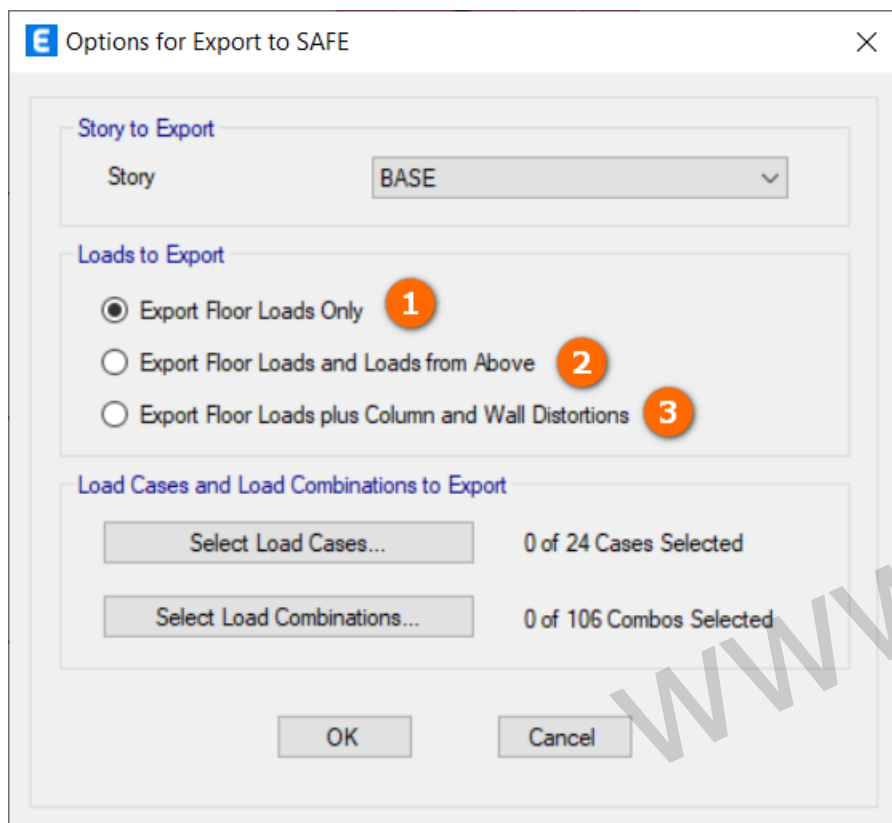 E Options for Export to SAFE
Story to Export
Story BASE
Loads to Export
Export Floor Loads Only 1
Export Floor Loads and Loads from Above 2
Export Floor Loads plus Column and Wall Distortions 3
Load Cases and Load Combinations to Export
Select Load Cases... 0 of 24 Cases Selected
Select Load Combinations... 0 of 106 Combos Selected
OK Cancel
www